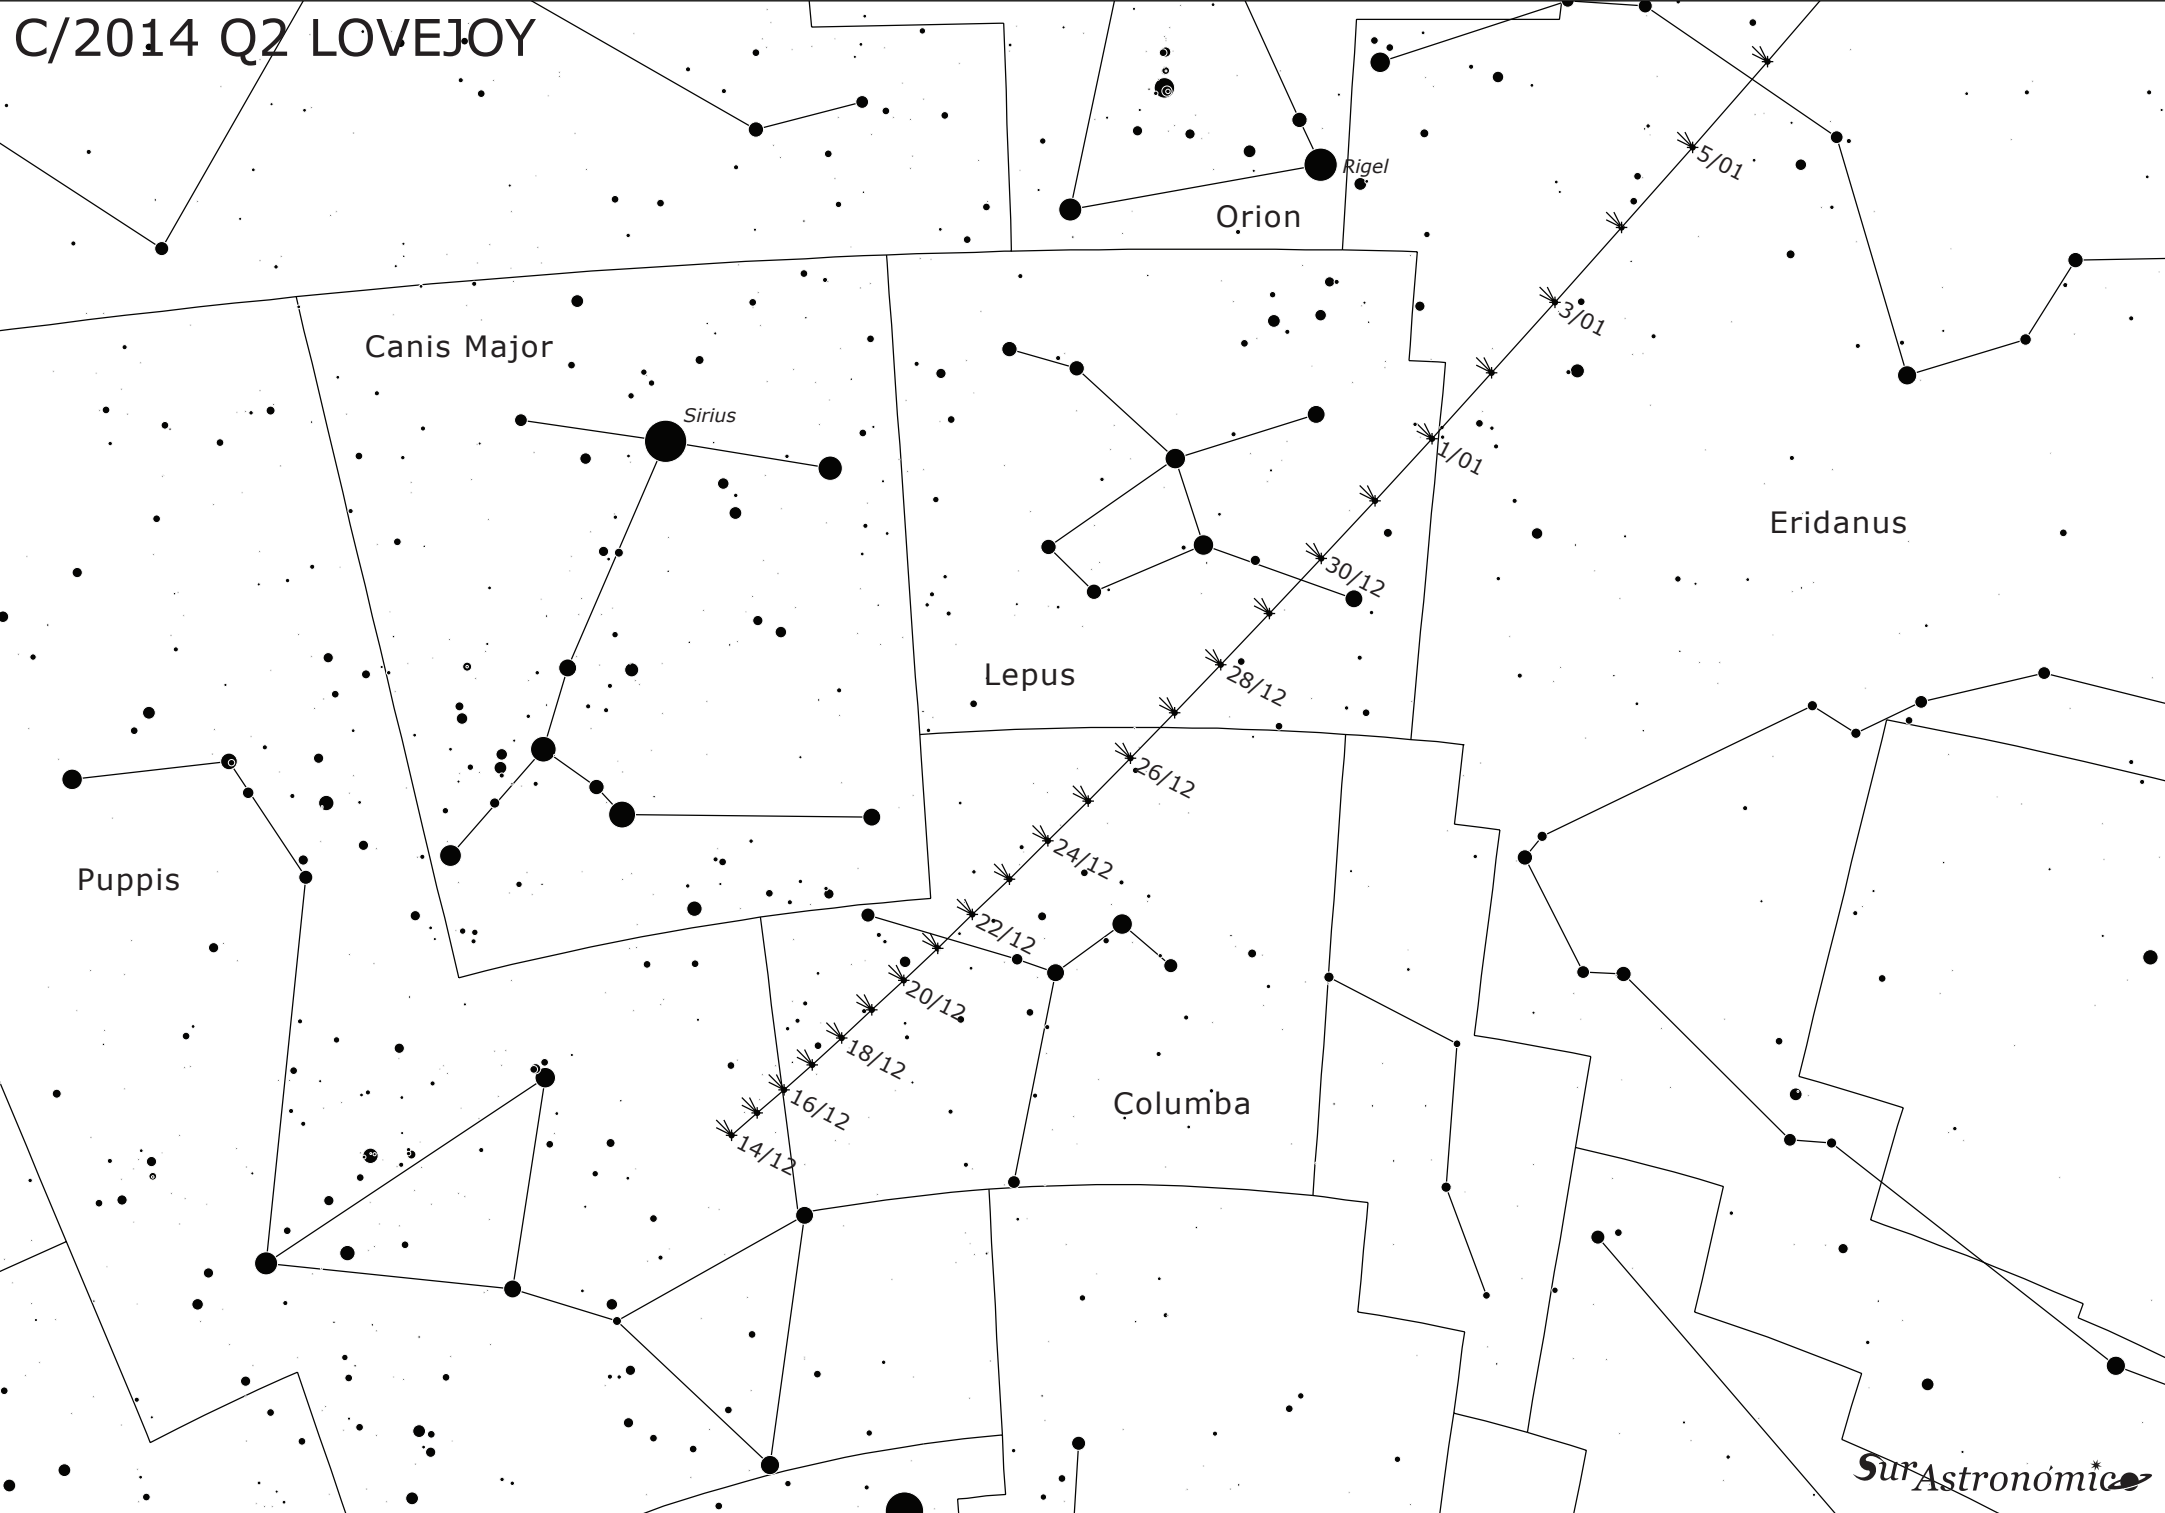 C/2014 Q2 LOVEJOY
Rigel
5/01
Orion
3/01
Canis Major
Sirius
1/01
Eridanus
30/12
Lepus
28/12
26/12
24/12
Puppis
22/12
20/12
18/12
Columba
16/12
14/12
SurAstronómico